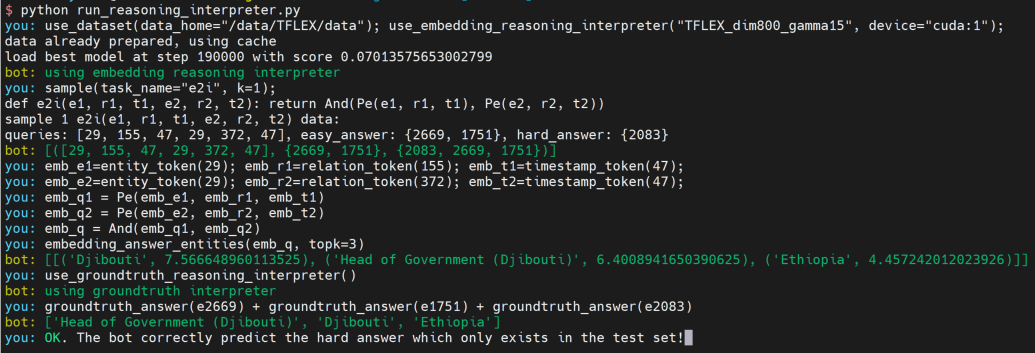 $ python run_reasoning_interpreter.py
you: use_dataset(data_home="/data/TFLEX/data"); use_embedding_reasoning_interpreter("TFLEX_dim800_gamma15", device="cuda:1");
data already prepared, using cache
load best model at step 190000 with score 0.07013575653002799
bot: using embedding reasoning interpreter
you: sample(task_name="e2i", k=1);
def e2i(e1, r1, t1, e2, r2, t2): return And(Pe(e1, r1, t1), Pe(e2, r2, t2))
sample 1 e2i(e1, r1, t1, e2, r2, t2) data:
queries: [29, 155, 47, 29, 372, 47], easy_answer: {2669, 1751}, hard_answer: {2083}
bot: [([29, 155, 47, 29, 372, 47], {2669, 1751}, {2083, 2669, 1751})]
you: emb_e1=entity_token(29); emb_r1=relation_token(155); emb_t1=timestamp_token(47);
you: emb_e2=entity_token(29); emb_r2=relation_token(372); emb_t2=timestamp_token(47);
you: emb_q1 = Pe(emb_e1, emb_r1, emb_t1)
you: emb_q2 = Pe(emb_e2, emb_r2, emb_t2)
you: emb_q = And(emb_q1, emb_q2)
you: embedding_answer_entities(emb_q, topk=3)
bot: [[('Djibouti', 7.566648960113525), ('Head of Government (Djibouti)', 6.4008941650390625), ('Ethiopia', 4.457242012023926)]]
you: use_groundtruth_reasoning_interpreter()
bot: using groundtruth interpreter
you: groundtruth_answer(e2669) + groundtruth_answer(e1751) + groundtruth_answer(e2083)
bot: ['Head of Government (Djibouti)', 'Djibouti', 'Ethiopia']
you: OK. The bot correctly predict the hard answer which only exists in the test set!